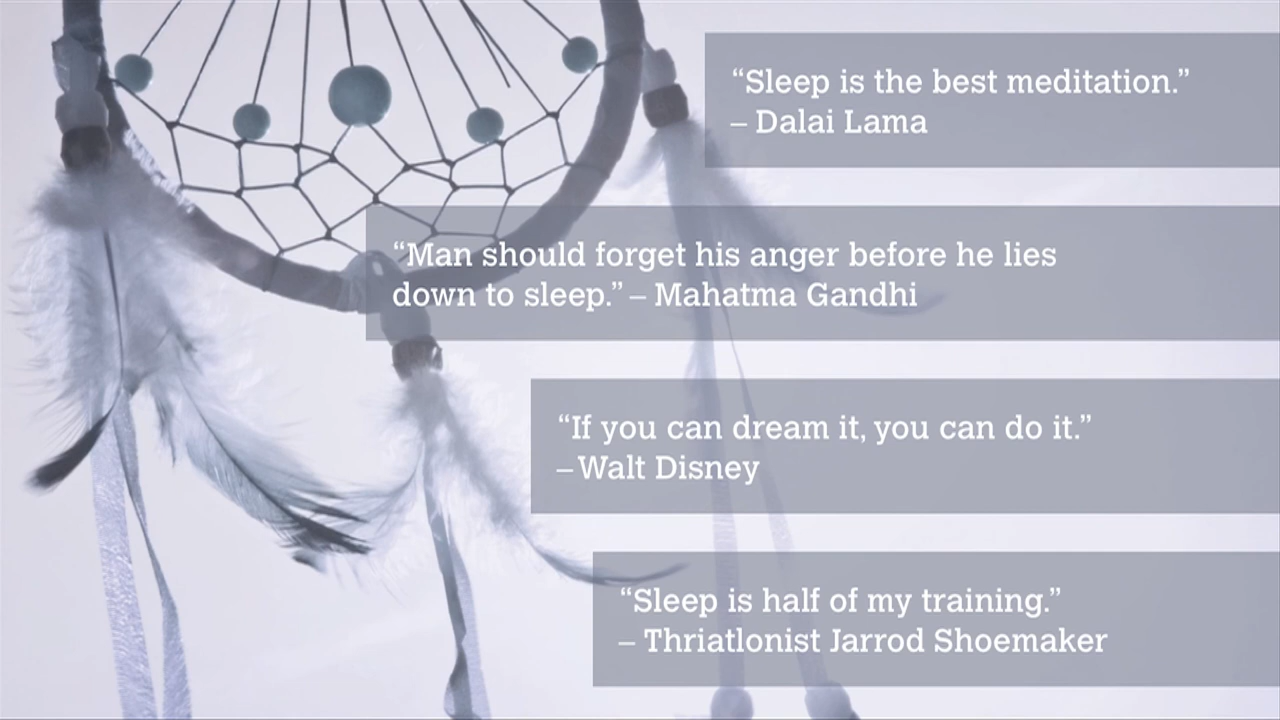 “Sleep is the best meditation.”
– Dalai Lama
“Man should forget his anger before he lies
down to sleep.” – Mahatma Gandhi
“If you can dream it, you can do it.”
– Walt Disney
“Sleep is half of my training.”
– Thriatlonist Jarrod Shoemaker